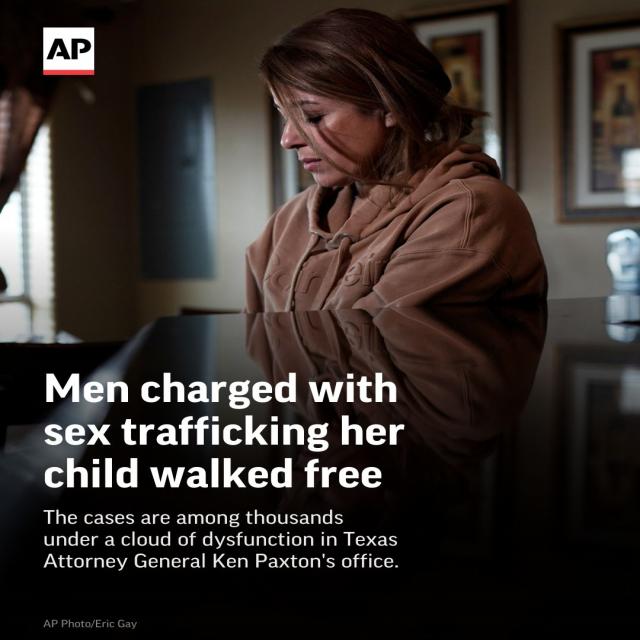 AP
Men charged with
sex trafficking her
child walked free
The cases are among thousands
under a cloud of dysfunction in Texas
Attorney General Ken Paxton's office.
AP Photo/Eric Gay